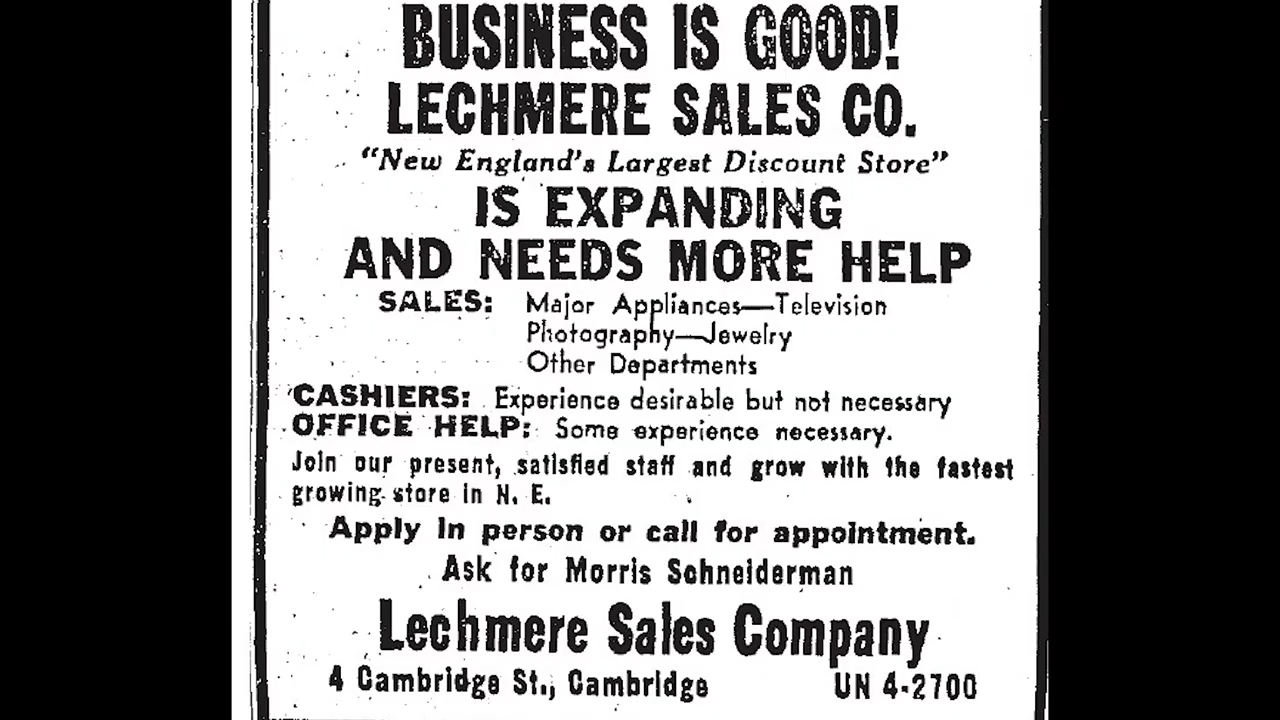 BUSINESS IS GOOD!
LECHMERE SALES CO.
"New England's Largest Discount Store"
IS EXPANDING
AND NEEDS MORE HELP
SALES: Major Appliances—Television
Photography—Jewelry
Other Departments
CASHIERS: Experience desirable but not necessary
OFFICE HELP: Some experience necessary.
Join our present, satisfied staff and grow with the fastest
growing store in N. E.
Apply in person or call for appointment.
Ask for Morris Schneiderman
Lechmere Sales Company
4 Cambridge St., Cambridge UN 4-2700